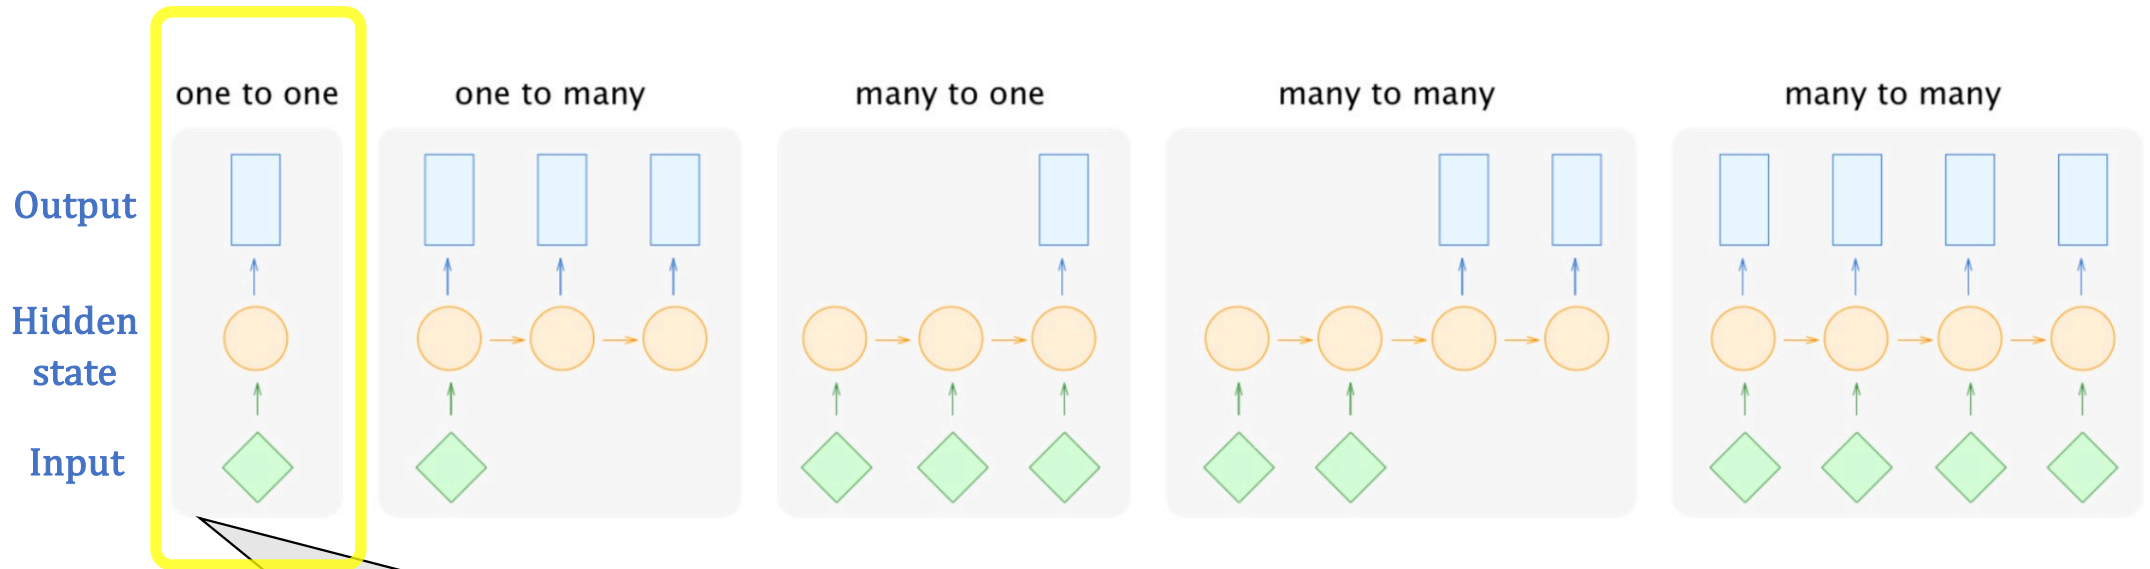 one to one
one to many
many to one
many to many
many to many
Output
Hidden
state
Input